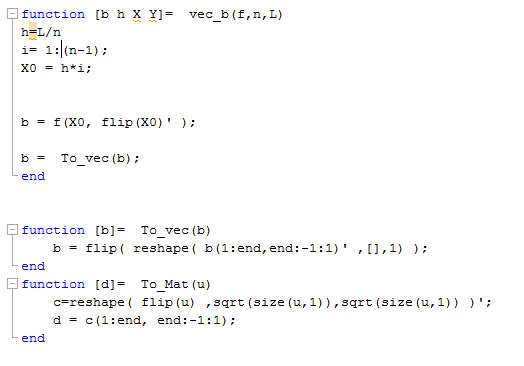 function [b h X Y]=  vec_b(f,n,L)
h=L/n
i= 1:(n-1);
X0 = h*i;
b = f(X0, flip(X0)' );
b =  To_vec(b);
end
function [b]=  To_vec(b)
b = flip( reshape( b(1:end,end:-1:1)' ,[],1) );
end
function [d]=  To_Mat(u)
c=reshape( flip(u) ,sqrt(size(u,1)),sqrt(size(u,1)) )';
d = c(1:end, end:-1:1);
end